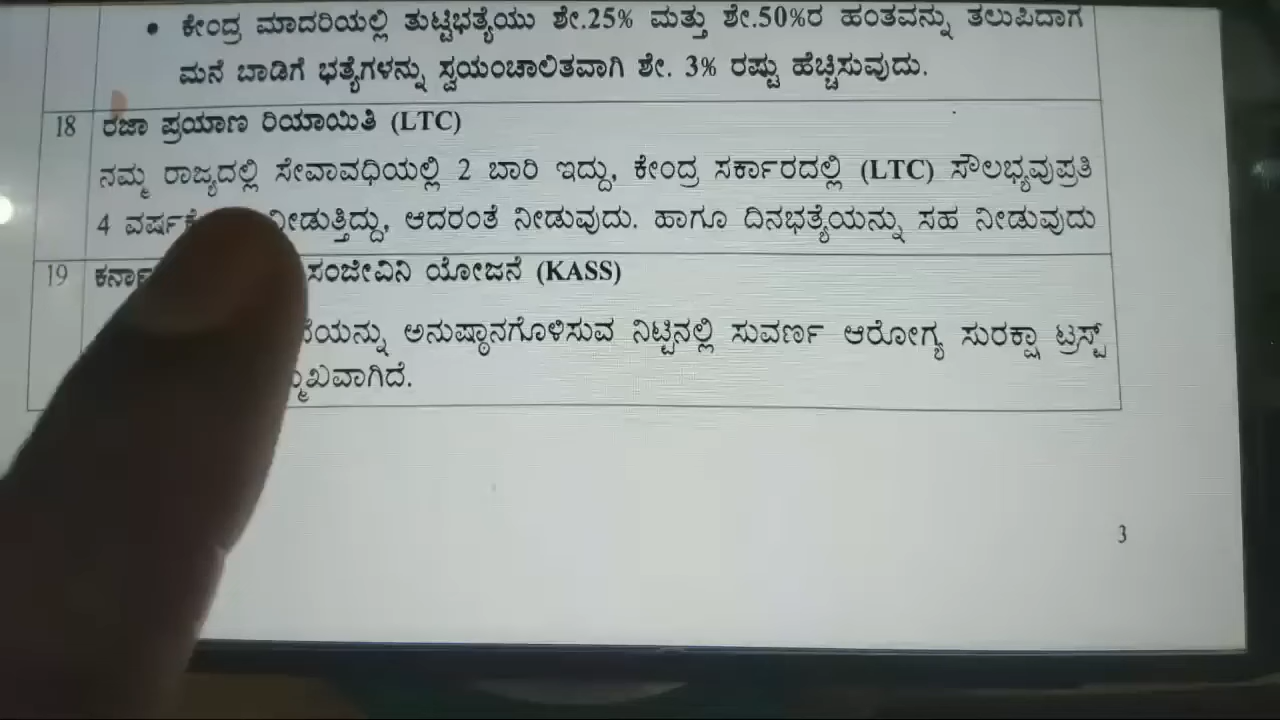 • ಕೇಂದ್ರ ಮಾದರಿಯಲ್ಲಿ ತುಟ್ಟಿಭತ್ಯೆಯು ಶೇ.25% ಮತ್ತು ಶೇ.50%ರ ಹಂತವನ್ನು ತಲುಪಿದಾಗ
ಮನೆ ಬಾಡಿಗೆ ಭತ್ಯೆಗಳನ್ನು ಸ್ವಯಂಚಾಲಿತವಾಗಿ ಶೇ. 3% ರಷ್ಟು ಹೆಚ್ಚಿಸುವುದು.
18 ರಜಾ ಪ್ರಯಾಣ ರಿಯಾಯಿತಿ (LTC)
ನಮ್ಮ ರಾಜ್ಯದಲ್ಲಿ ಸೇವಾವಧಿಯಲ್ಲಿ 2 ಬಾರಿ ಇದ್ದು, ಕೇಂದ್ರ ಸರ್ಕಾರದಲ್ಲಿ (LTC) ಸೌಲಭ್ಯವುಪ್ರತಿ
4 ನೀಡುತ್ತಿದ್ದು, ಆದರಂತೆ ನೀಡುವುದು. ಹಾಗೂ ದಿನಭತ್ಯೆಯನ್ನು ಸಹ ನೀಡುವುದು
19 ಸಂಜೀವಿನಿ ಯೋಜನೆ (KASS)
ಅನುಷ್ಠಾನಗೊಳಿಸುವ ನಿಟ್ಟಿನಲ್ಲಿ ಸುವರ್ಣ ಆರೋಗ್ಯ ಸುರಕ್ಷಾ ಟ್ರಸ್ಟ್
3